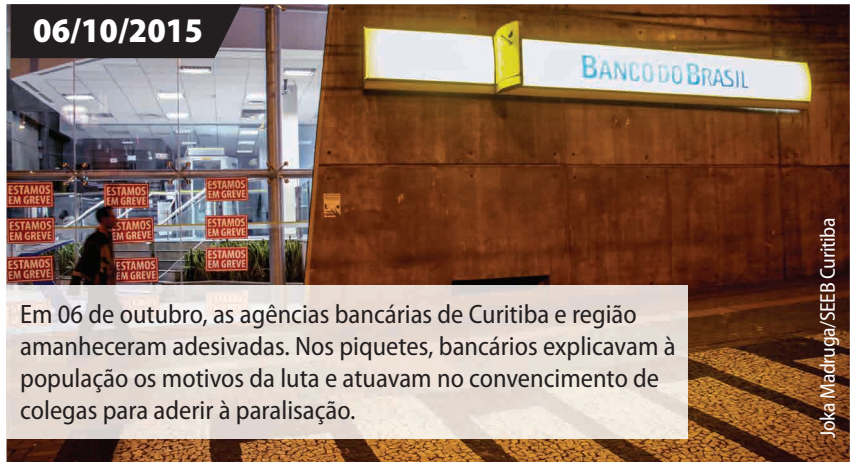 06/10/2015
BANCO DO BRASIL
ESTAMOS
EM GREVE
ESTAMOS
EM GREVE
ESTAMOS
EM GREVE
ESTAMOS
EM GREVE
ESTAMOS
EM GREVE
ESTAMOS
EM GREVE
ESTAMOS
EM GREVE
ESTAMOS
EM GREVE
ESTAMOS
EM GREVE
Em 06 de outubro, as agências bancárias de Curitiba e região
amanheceram adesivadas. Nos piquetes, bancários explicavam à
população os motivos da luta e atuavam no convencimento de
colegas para aderir à paralisação.
Joka Madruga/SEEB Curitiba